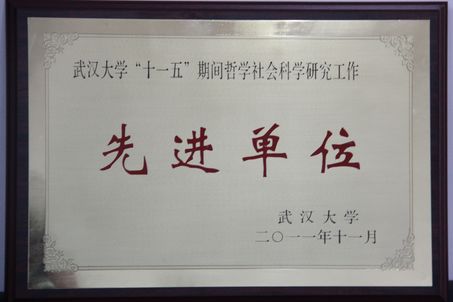 武汉大学“十一五”期间哲学社会科学研究工作
先进单位
武汉大学
二〇一一年十一月